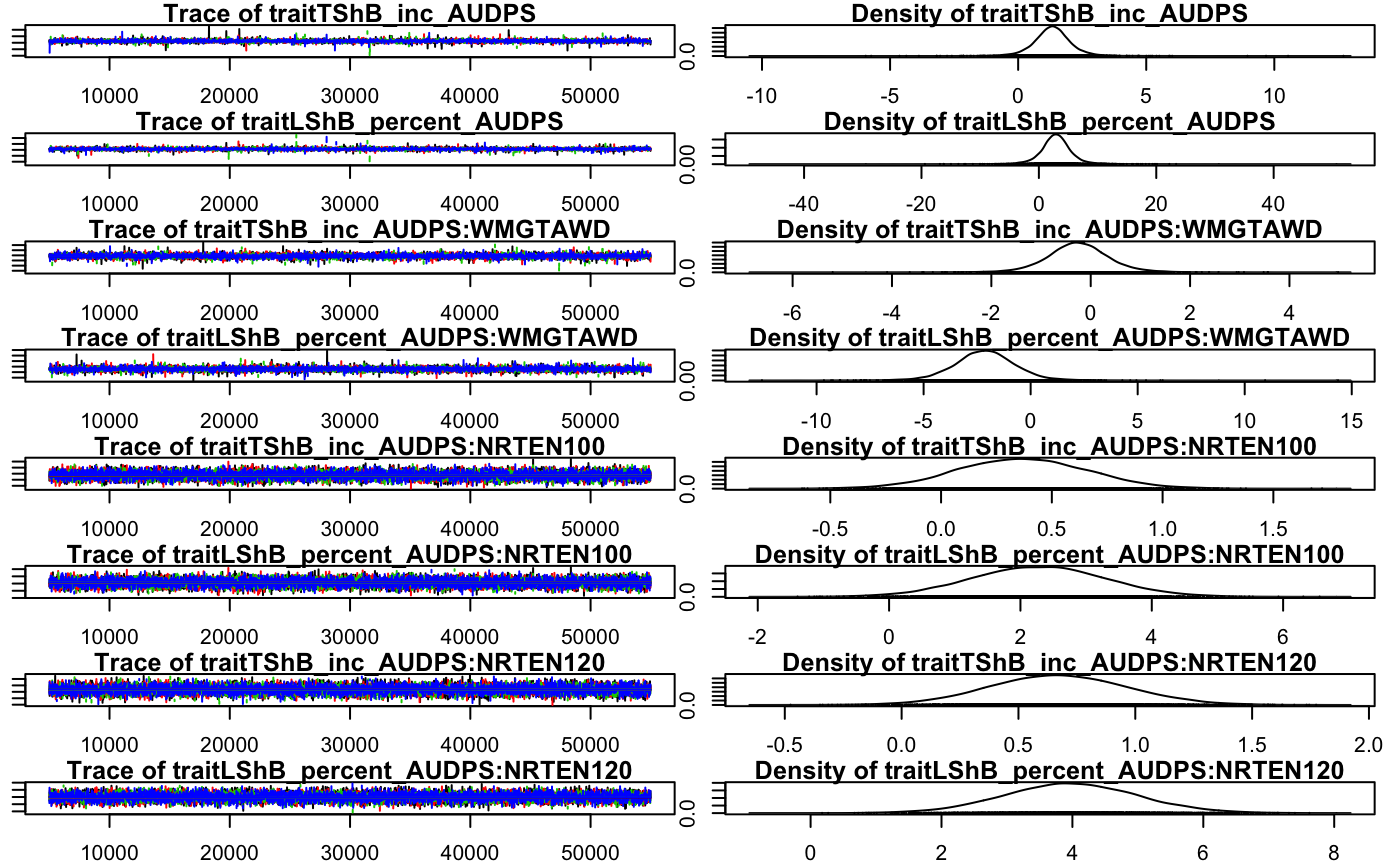 Trace of traitTShB_inc_AUDPS
10000 20000 30000 40000 50000
Density of traitTShB_inc_AUDPS
0.0
-10 -5 0 5 10
Trace of traitLShB_percent_AUDPS
10000 20000 30000 40000 50000
Density of traitLShB_percent_AUDPS
0.00
-40 -20 0 20 40
Trace of traitTShB_inc_AUDPS:WMGTAWD
10000 20000 30000 40000 50000
Density of traitTShB_inc_AUDPS:WMGTAWD
0.0
-6 -4 -2 0 2 4
Trace of traitLShB_percent_AUDPS:WMGTAWD
10000 20000 30000 40000 50000
Density of traitLShB_percent_AUDPS:WMGTAWD
0.00
-10 -5 0 5 10 15
Trace of traitTShB_inc_AUDPS:NRTEN100
10000 20000 30000 40000 50000
Density of traitTShB_inc_AUDPS:NRTEN100
0.0
-0.5 0.0 0.5 1.0 1.5
Trace of traitLShB_percent_AUDPS:NRTEN100
10000 20000 30000 40000 50000
Density of traitLShB_percent_AUDPS:NRTEN100
0.0
-2 0 2 4 6
Trace of traitTShB_inc_AUDPS:NRTEN120
10000 20000 30000 40000 50000
Density of traitTShB_inc_AUDPS:NRTEN120
0.0
-0.5 0.0 0.5 1.0 1.5 2.0
Trace of traitLShB_percent_AUDPS:NRTEN120
10000 20000 30000 40000 50000
Density of traitLShB_percent_AUDPS:NRTEN120
0.0
0 2 4 6 8